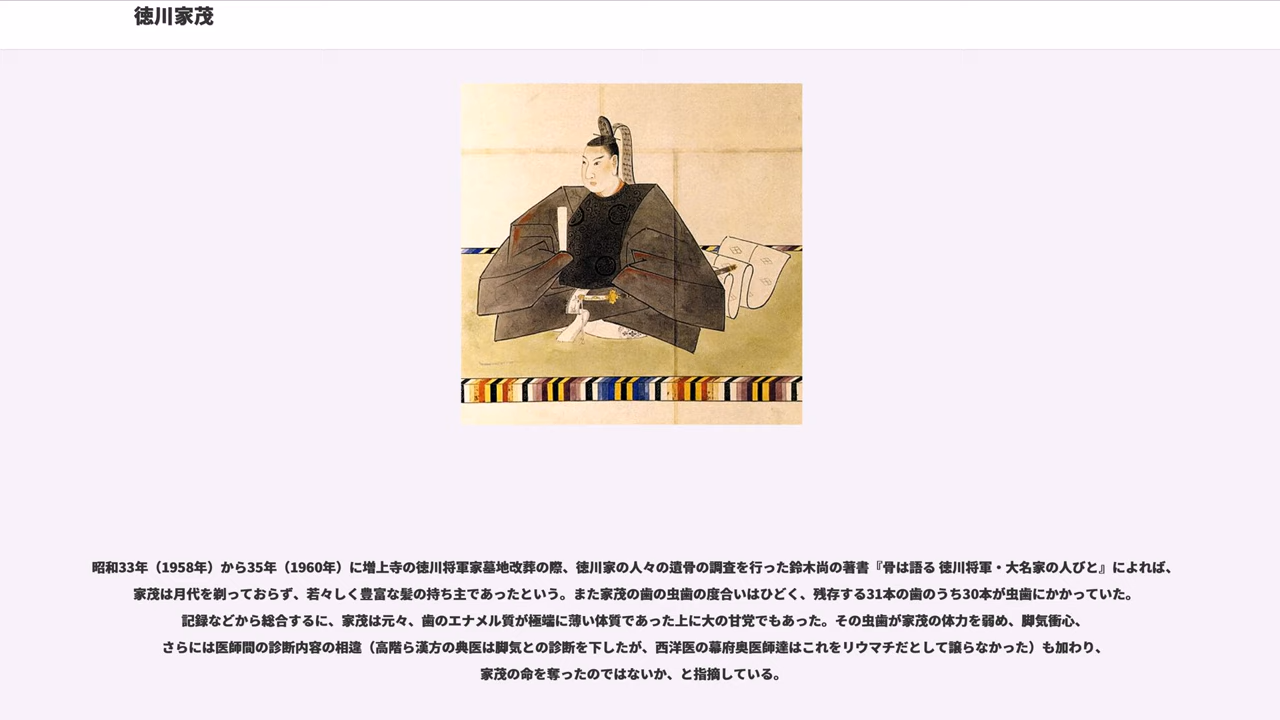 徳川家茂
昭和33年（1958年）から35年（1960年）に増上寺の徳川将軍家墓地改葬の際、徳川家の人々の遺骨の調査を行った鈴木尚の著書『骨は語る 徳川将軍・大名家の人びと』によれば、
家茂は月代を剃っておらず、若々しく豊富な髪の持ち主であったという。また家茂の歯の虫歯の度合いはひどく、残存する31本の歯のうち30本が虫歯にかかっていた。
記録などから総合するに、家茂は元々、歯のエナメル質が極端に薄い体質であった上に大の甘党でもあった。その虫歯が家茂の体力を弱め、脚気衝心、
さらには医師間の診断内容の相違（高階ら漢方の典医は脚気との診断を下したが、西洋医の幕府奥医師達はこれをリウマチだとして譲らなかった）も加わり、
家茂の命を奪ったのではないか、と指摘している。